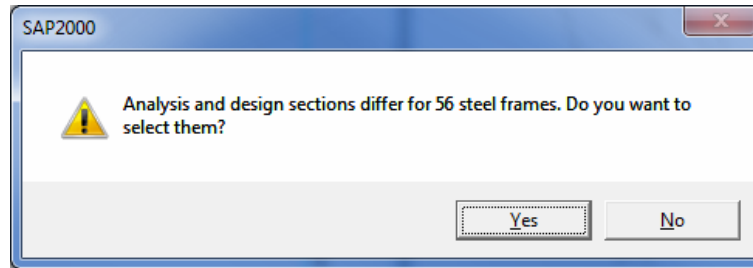 SAP2000
Analysis and design sections differ for 56 steel frames. Do you want to
select them?
Yes
No